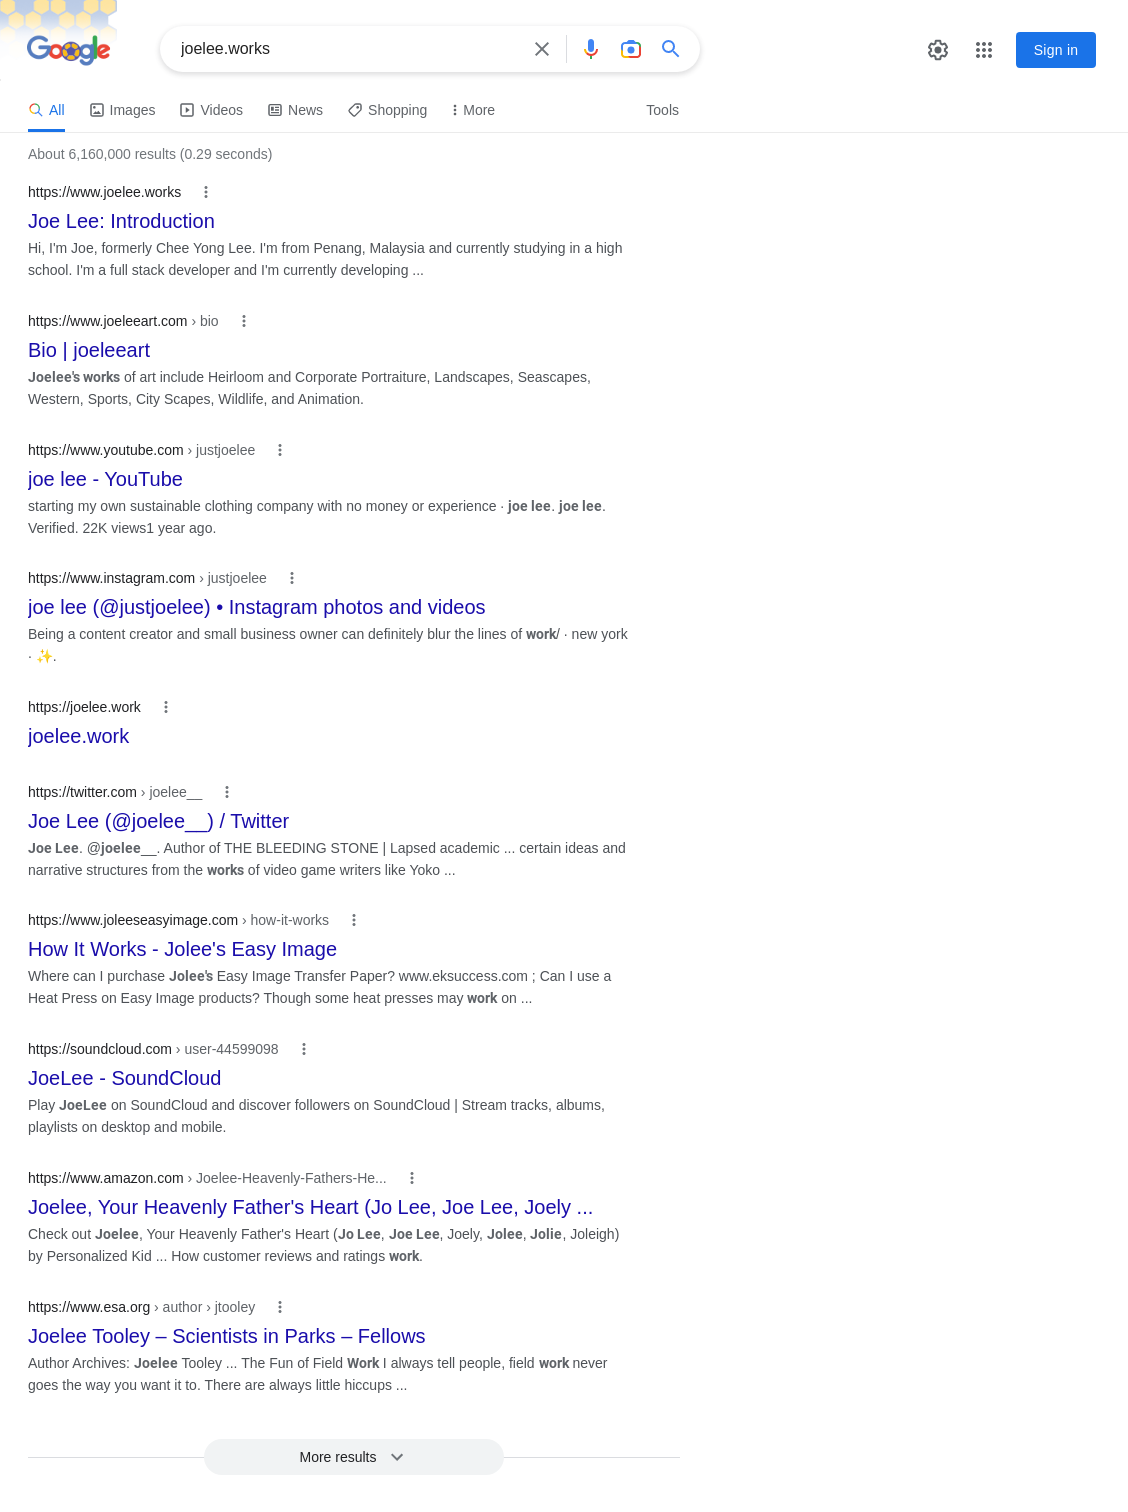 Google
joelee.works
Sign in
All
Images
Videos
News
Shopping
More
Tools
About 6,160,000 results (0.29 seconds)
https://www.joelee.works
Joe Lee: Introduction
Hi, I'm Joe, formerly Chee Yong Lee. I'm from Penang, Malaysia and currently studying in a high
school. I'm a full stack developer and I'm currently developing ...
https://www.joeleeart.com › bio
Bio | joeleeart
Joelee's works of art include Heirloom and Corporate Portraiture, Landscapes, Seascapes,
Western, Sports, City Scapes, Wildlife, and Animation.
https://www.youtube.com › justjoelee
joe lee - YouTube
starting my own sustainable clothing company with no money or experience · joe lee. joe lee.
Verified. 22K views1 year ago.
https://www.instagram.com › justjoelee
joe lee (@justjoelee) • Instagram photos and videos
Being a content creator and small business owner can definitely blur the lines of work/ · new york
· ✨.
https://joelee.work
joelee.work
https://twitter.com › joelee__
Joe Lee (@joelee__) / Twitter
Joe Lee. @joelee__. Author of THE BLEEDING STONE | Lapsed academic ... certain ideas and
narrative structures from the works of video game writers like Yoko ...
https://www.joleeseasyimage.com › how-it-works
How It Works - Jolee's Easy Image
Where can I purchase Jolee's Easy Image Transfer Paper? www.eksuccess.com ; Can I use a
Heat Press on Easy Image products? Though some heat presses may work on ...
https://soundcloud.com › user-44599098
JoeLee - SoundCloud
Play JoeLee on SoundCloud and discover followers on SoundCloud | Stream tracks, albums,
playlists on desktop and mobile.
https://www.amazon.com › Joelee-Heavenly-Fathers-He...
Joelee, Your Heavenly Father's Heart (Jo Lee, Joe Lee, Joely ...
Check out Joelee, Your Heavenly Father's Heart (Jo Lee, Joe Lee, Joely, Jolee, Jolie, Joleigh)
by Personalized Kid ... How customer reviews and ratings work.
https://www.esa.org › author › jtooley
Joelee Tooley – Scientists in Parks – Fellows
Author Archives: Joelee Tooley ... The Fun of Field Work I always tell people, field work never
goes the way you want it to. There are always little hiccups ...
More results